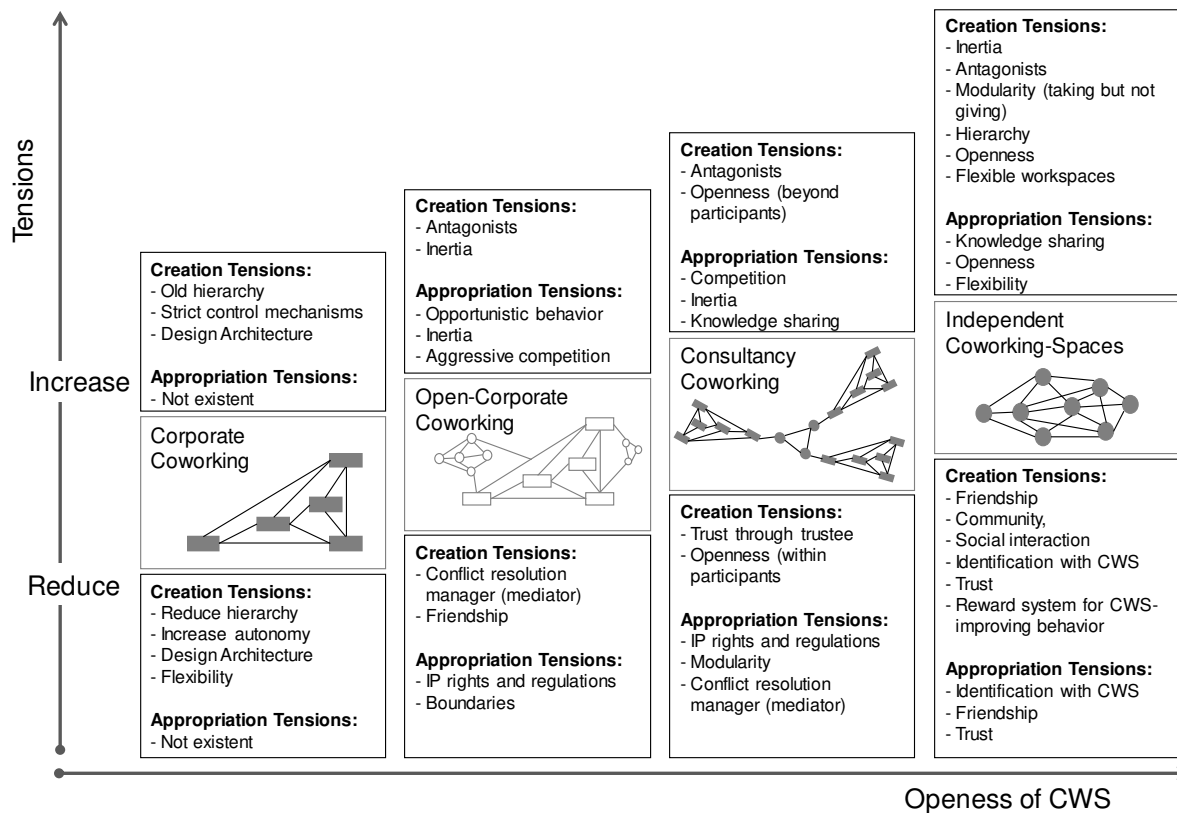 Tensions
Increase
Reduce
Creation Tensions:
- Old hierarchy
- Strict control mechanisms
- Design Architecture
Appropriation Tensions:
- Not existent
Corporate
Coworking
Creation Tensions:
- Reduce hierarchy
- Increase autonomy
- Design Architecture
- Flexibility
Appropriation Tensions:
- Not existent
Creation Tensions:
- Antagonists
- Inertia
Appropriation Tensions:
- Opportunistic behavior
- Inertia
- Aggressive competition
Open-Corporate
Coworking
Creation Tensions:
- Conflict resolution
manager (mediator)
- Friendship
Appropriation Tensions:
- IP rights and regulations
- Boundaries
Creation Tensions:
- Antagonists
- Openness (beyond
participants)
Appropriation Tensions:
- Competition
- Inertia
- Knowledge sharing
Consultancy
Coworking
Creation Tensions:
- Trust through trustee
- Openness (within
participants
Appropriation Tensions:
- IP rights and regulations
- Modularity
- Conflict resolution
manager (mediator)
Creation Tensions:
- Inertia
- Antagonists
- Modularity (taking but not
giving)
- Hierarchy
- Openness
- Flexible workspaces
Appropriation Tensions:
- Knowledge sharing
- Openness
- Flexibility
Independent
Coworking-Spaces
Creation Tensions:
- Friendship
- Community,
- Social interaction
- Identification with CWS
- Trust
- Reward system for CWS-
improving behavior
Appropriation Tensions:
- Identification with CWS
- Friendship
- Trust
Openess of CWS